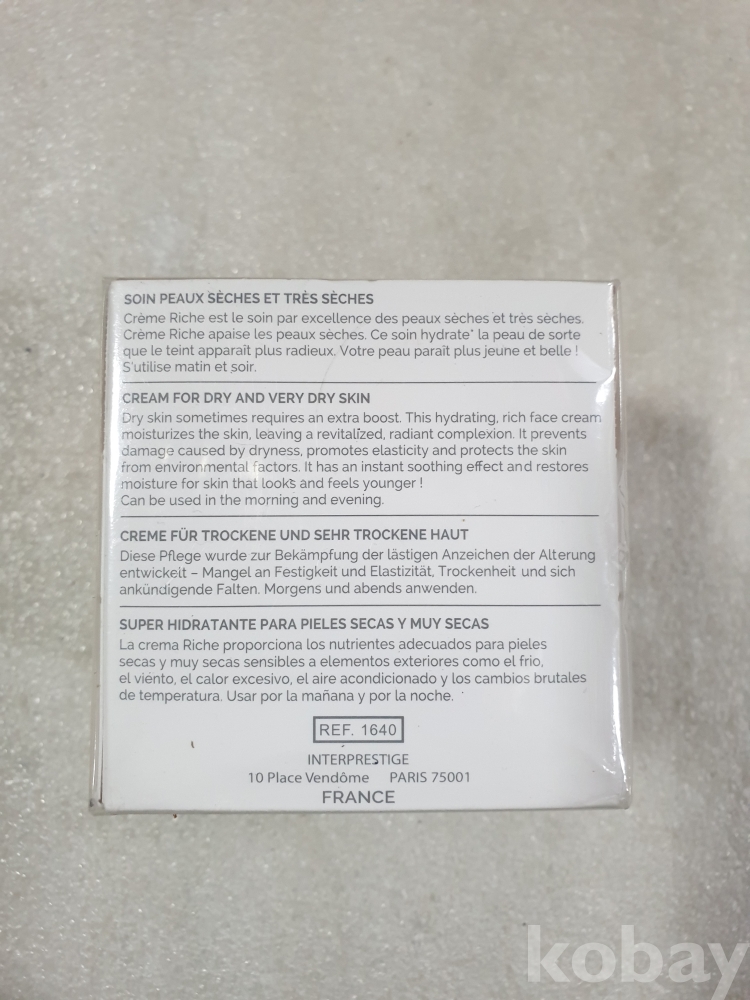 SOIN PEAUX SÈCHES ET TRÈS SÈCHES
Crème Riche est le soin par excellence des peaux sèches et très sèches.
Crème Riche apaise les peaux sèches. Ce soin hydrate* la peau de sorte
que le teint apparaît plus radieux. Votre peau paraît plus jeune et belle !
S'utilise matin et soir.
CREAM FOR DRY AND VERY DRY SKIN
Dry skin sometimes requires an extra boost. This hydrating, rich face cream
moisturizes the skin, leaving a revitalized, radiant complexion. It prevents
damage caused by dryness, promotes elasticity and protects the skin
from environmental factors. It has an instant soothing effect and restores
moisture for skin that looks and feels younger !
Can be used in the morning and evening.
CREME FÜR TROCKENE UND SEHR TROCKENE HAUT
Diese Pflege wurde zur Bekämpfung der lästigen Anzeichen der Alterung
entwickeit – Mangel an Festigkeit und Elastizität, Trockenheit und sich
ankündigende Falten. Morgens und abends anwenden.
SUPER HIDRATANTE PARA PIELES SECAS Y MUY SECAS
La crema Riche proporciona los nutrientes adecuados para pieles
secas y muy secas sensibles a elementos exteriores como el frio,
el viento, el calor excesivo, el aire acondicionado y los cambios brutales
de temperatura. Usar por la mañana y por la noche.
REF. 1640
INTERPRESTIGE
10 Place Vendôme PARIS 75001
FRANCE
kobay